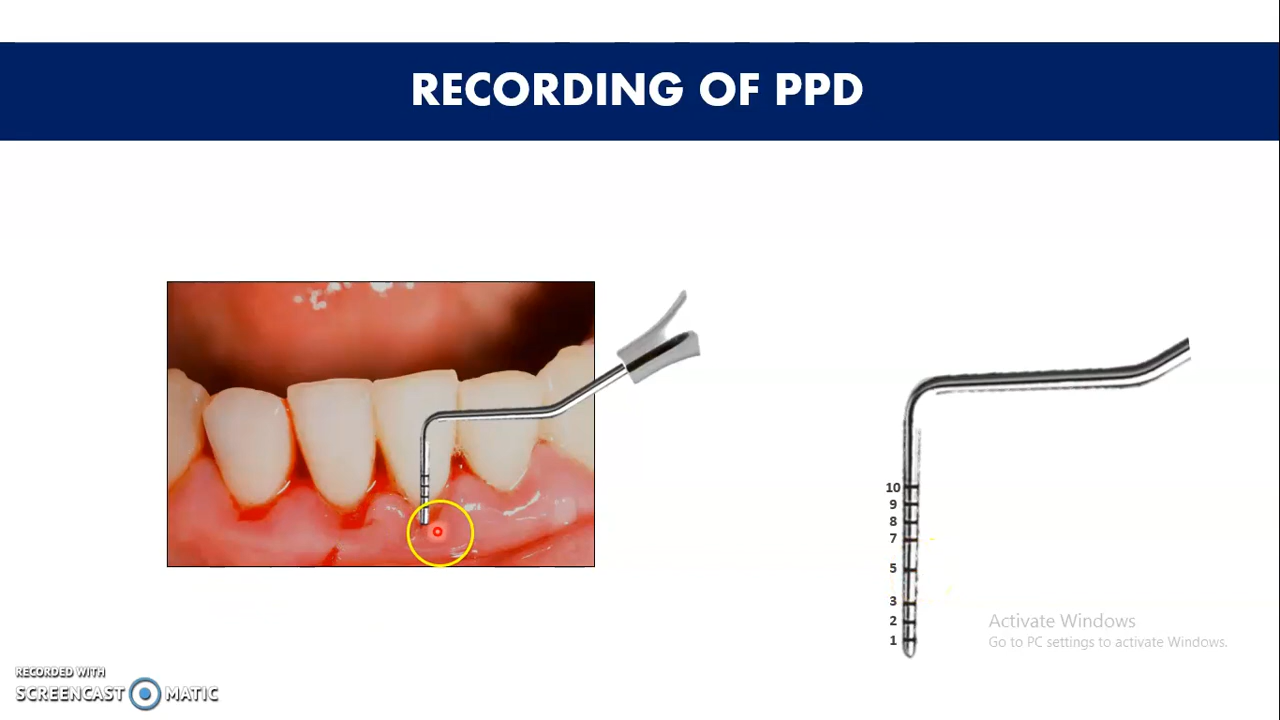 RECORDING OF PPD
10
9
8
7
5
3
2
1
Activate Windows
Go to PC settings to activate Windows.
RECORDED WITH
SCREENCAST MATIC